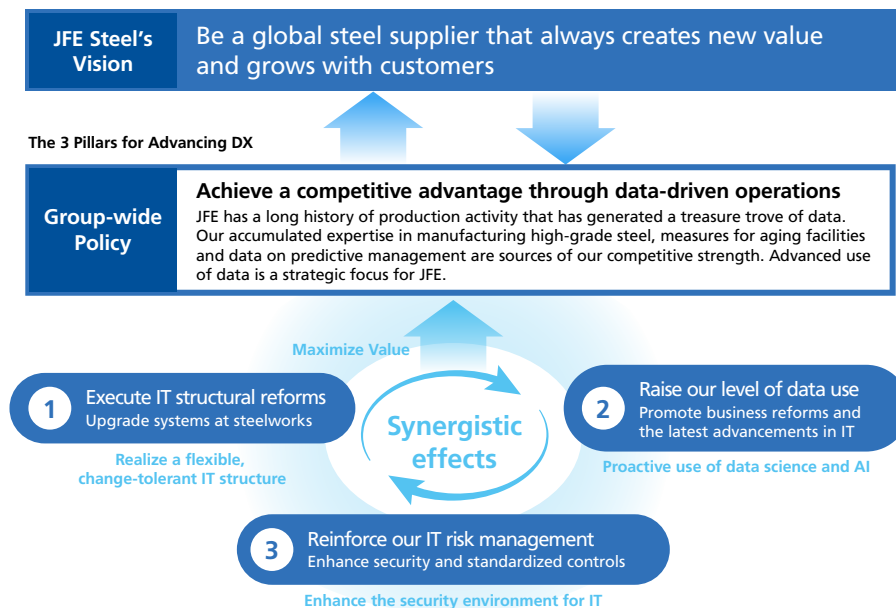 JFE Steel's
Vision
Be a global steel supplier that always creates new value
and grows with customers
The 3 Pillars for Advancing DX
Group-wide
Policy
Achieve a competitive advantage through data-driven operations
JFE has a long history of production activity that has generated a treasure trove of data.
Our accumulated expertise in manufacturing high-grade steel, measures for aging facilities
and data on predictive management are sources of our competitive strength. Advanced use
of data is a strategic focus for JFE.
Maximize Value
1
Execute IT structural reforms
Upgrade systems at steelworks
Realize a flexible,
change-tolerant IT structure
Synergistic
effects
2
Raise our level of data use
Promote business reforms and
the latest advancements in IT
Proactive use of data science and AI
3
Reinforce our IT risk management
Enhance security and standardized controls
Enhance the security environment for IT